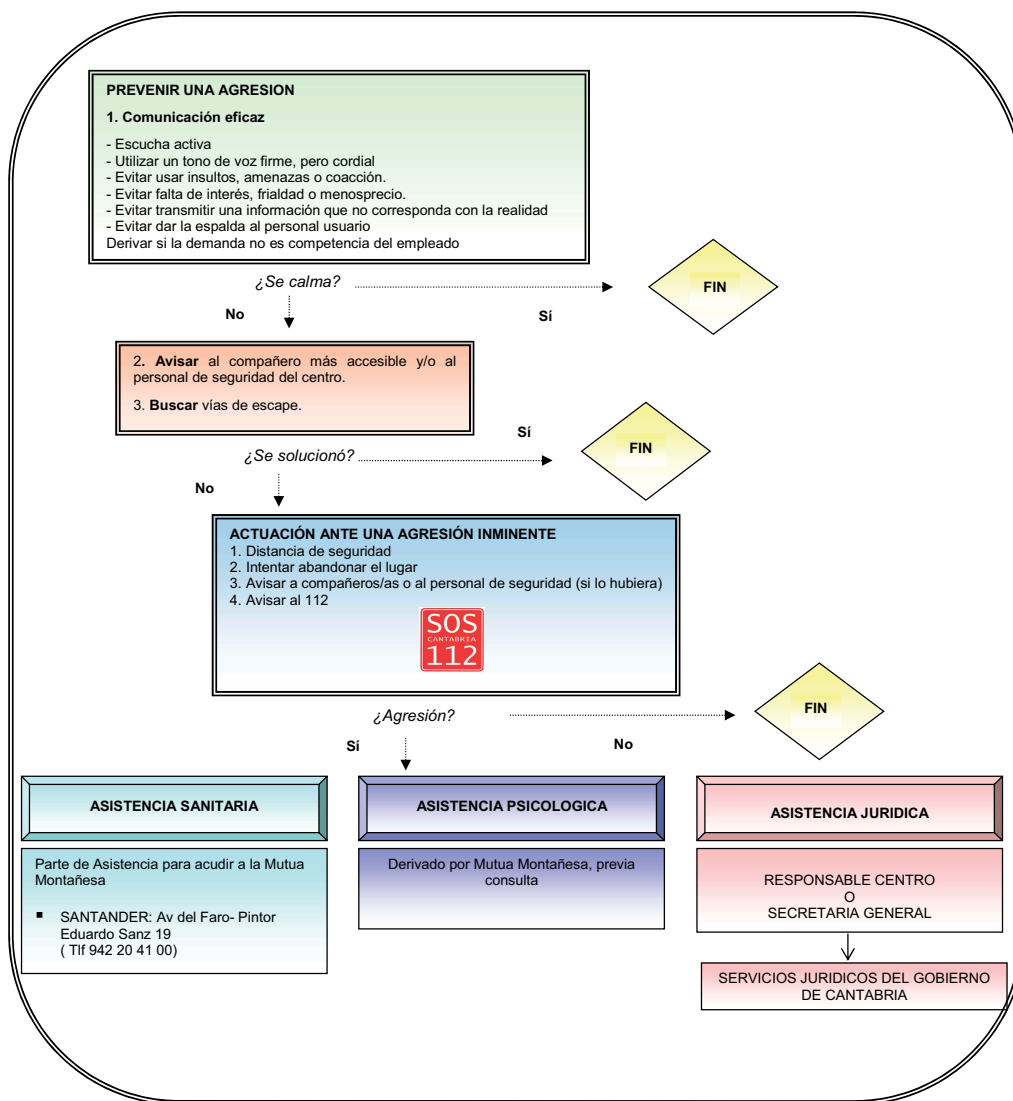 PREVENIR UNA AGRESION
1. Comunicación eficaz
- Escucha activa
- Utilizar un tono de voz firme, pero cordial
- Evitar usar insultos, amenazas o coacción.
- Evitar falta de interés, frialdad o menosprecio.
- Evitar transmitir una información que no corresponda con la realidad
- Evitar dar la espalda al personal usuario
Derivar si la demanda no es competencia del empleado
¿Se calma?
FIN
No
Sí
2. Avisar al compañero más accesible y/o al
personal de seguridad del centro.
3. Buscar vías de escape.
Sí
FIN
¿Se solucionó?
No
ACTUACIÓN ANTE UNA AGRESIÓN INMINENTE
1. Distancia de seguridad
2. Intentar abandonar el lugar
3. Avisar a compañeros/as o al personal de seguridad (si lo hubiera)
4. Avisar al 112
SOS
CANTABRIA
112
¿Agresión?
FIN
Sí
No
ASISTENCIA SANITARIA
Parte de Asistencia para acudir a la Mutua
Montañesa
▪ SANTANDER: Av del Faro- Pintor
Eduardo Sanz 19
( Tlf 942 20 41 00)
ASISTENCIA PSICOLOGICA
Derivado por Mutua Montañesa, previa
consulta
ASISTENCIA JURIDICA
RESPONSABLE CENTRO
O
SECRETARIA GENERAL
SERVICIOS JURIDICOS DEL GOBIERNO
DE CANTABRIA